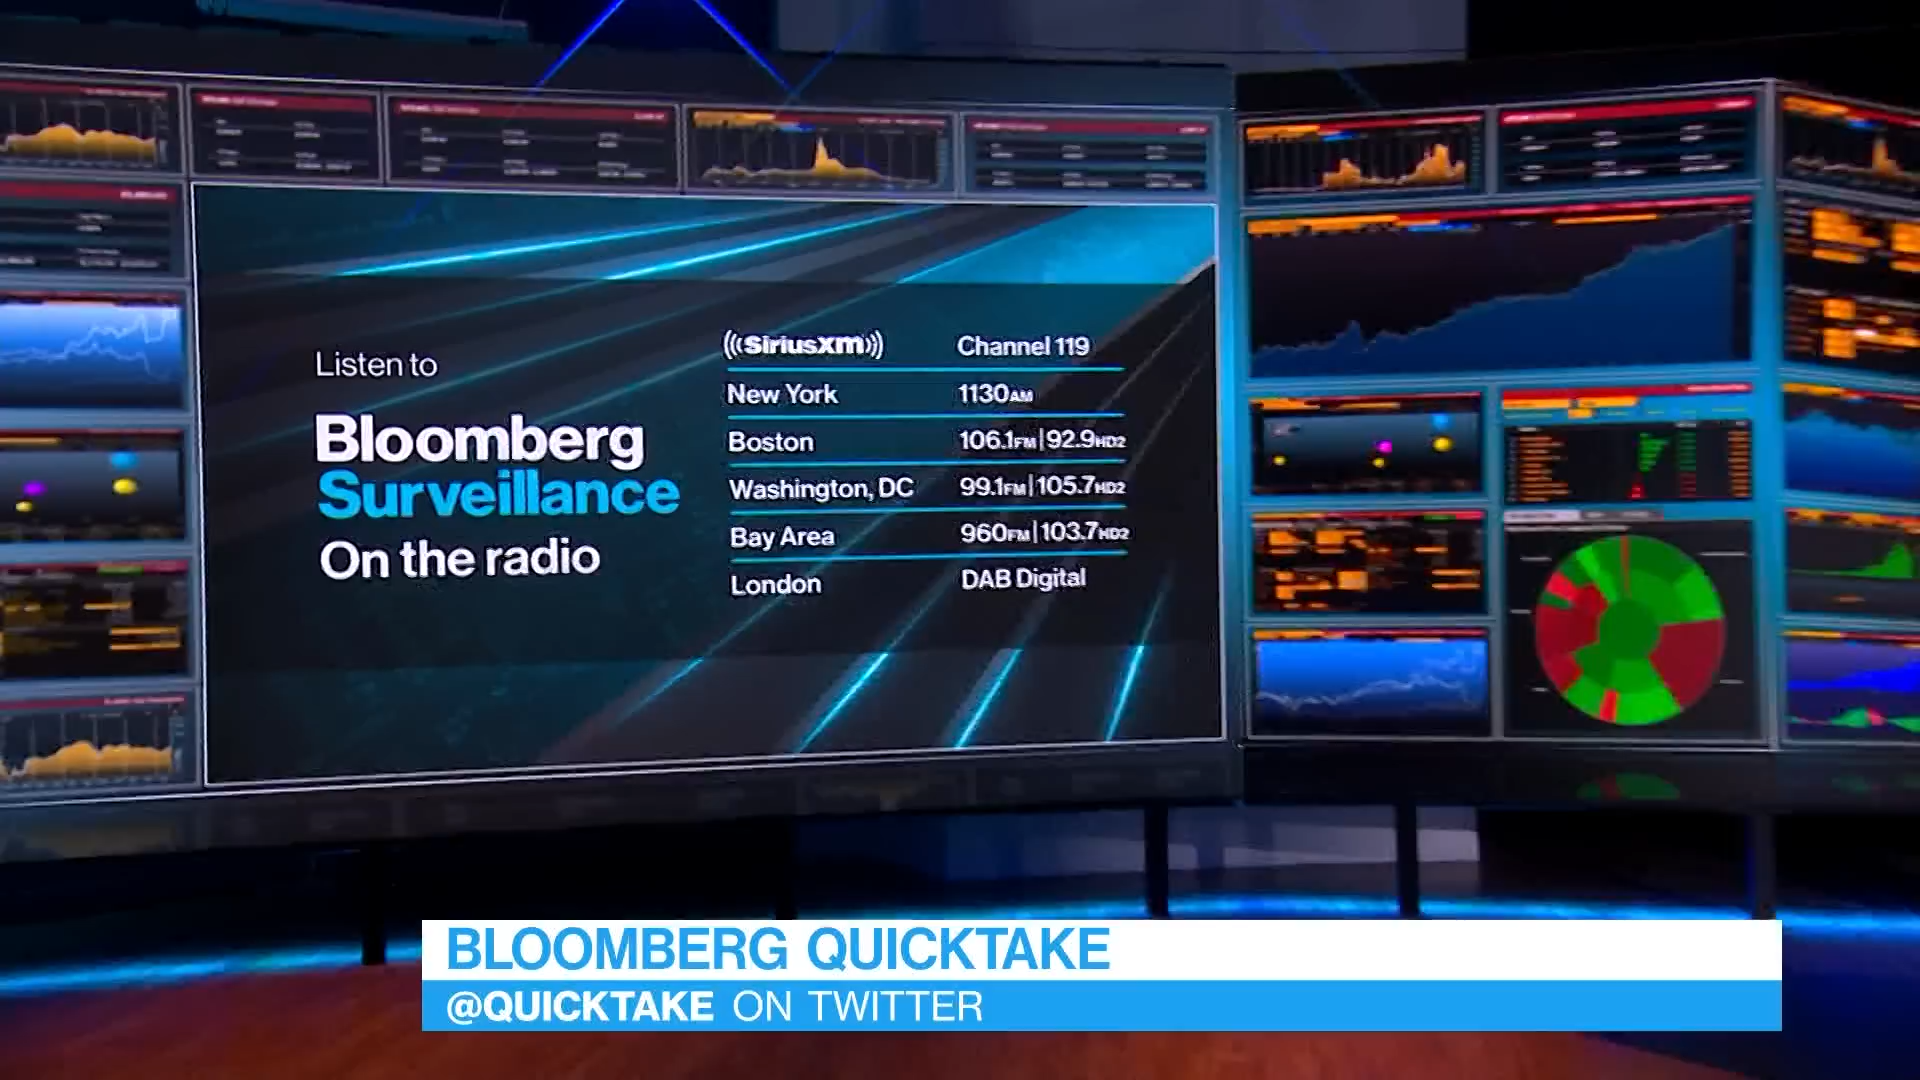 Listen to
Bloomberg
Surveillance
On the radio
((SiriusXM)) Channel 119
New York 1130AM
Boston 106.1FM|92.9HD2
Washington, DC 99.1FM|105.7HD2
Bay Area 960FM|103.7HD2
London DAB Digital
BLOOMBERG QUICKTAKE
@QUICKTAKE ON TWITTER